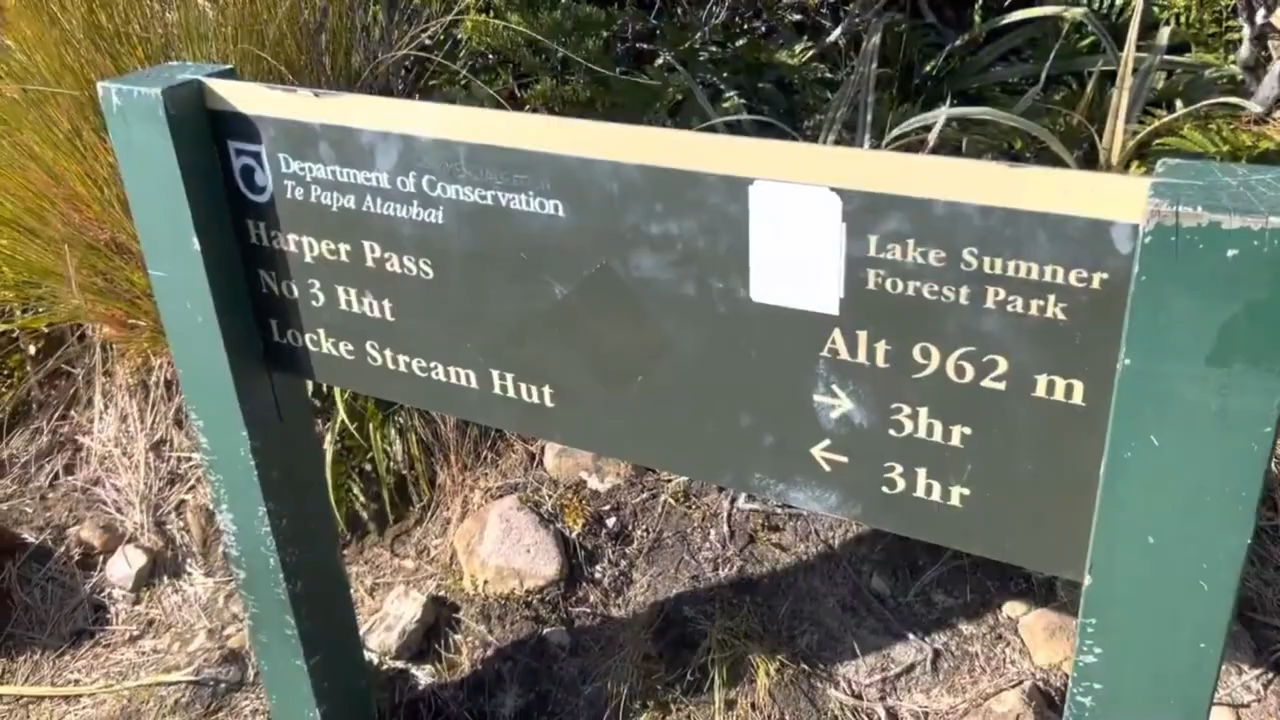 Department of Conservation
Te Papa Atawhai
Lake Sumner
Forest Park
Harper Pass Alt 962 m
No 3 Hut → 3hr
Locke Stream Hut ← 3hr